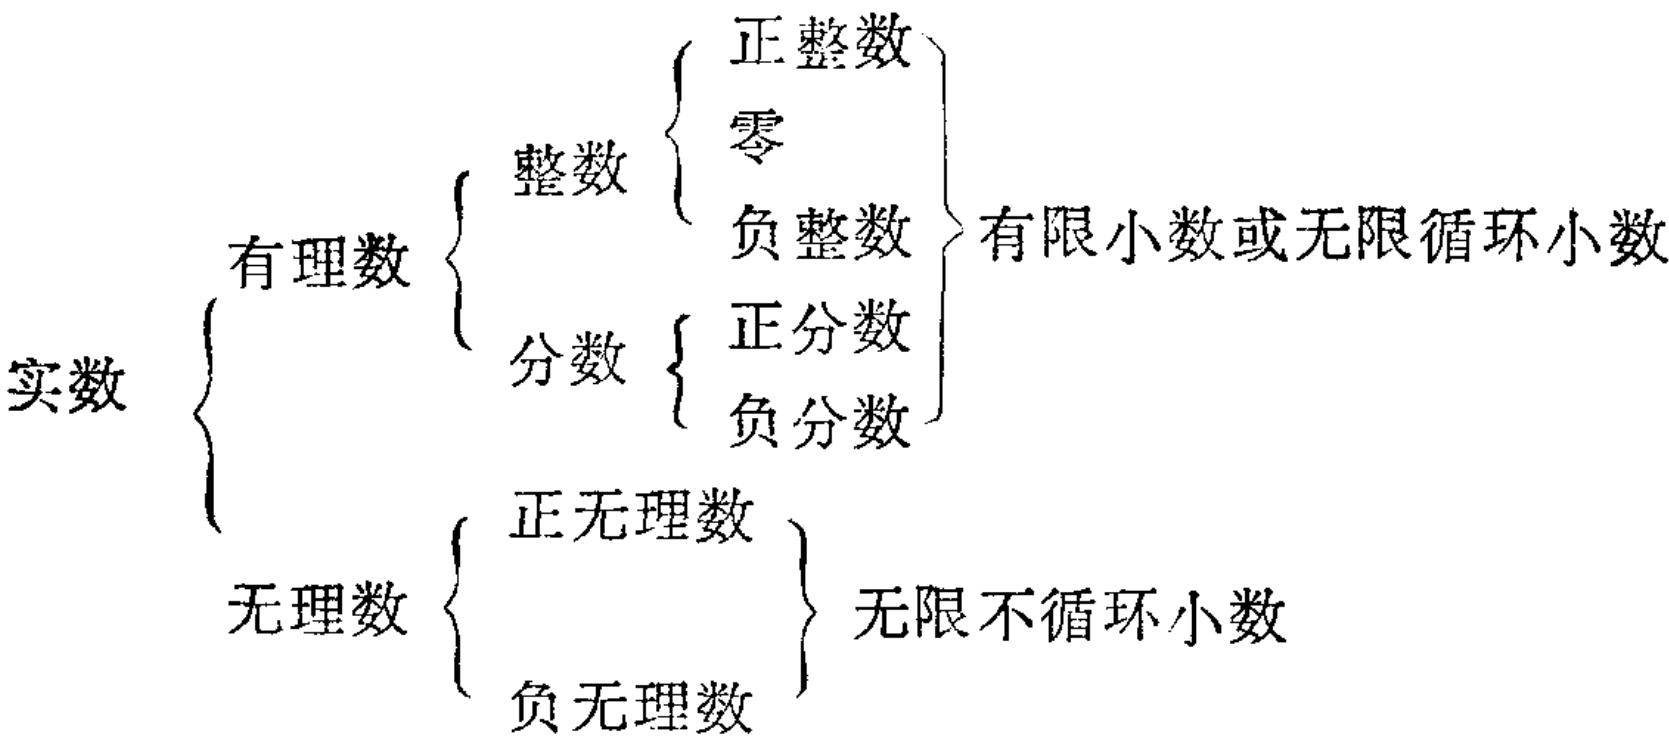 正整数
零
整数
负整数
有限小数或无限循环小数
有理数
正分数
分数
实数
负分数
正无理数
无理数
无限不循环小数
负无理数